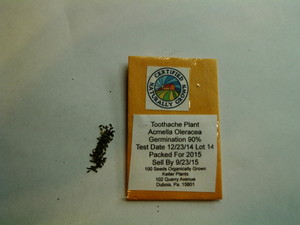 CERTIFIED
NATURALLY GROWN
Toothache Plant
Acmella Oleracea
Germination 90%
Test Date 12/23/14 Lot 14
Packed For 2015
Sell By 9/23/15
100 Seeds Organically Grown
Keller Plants
102 Quarry Avenue
Dubois, Pa. 15801